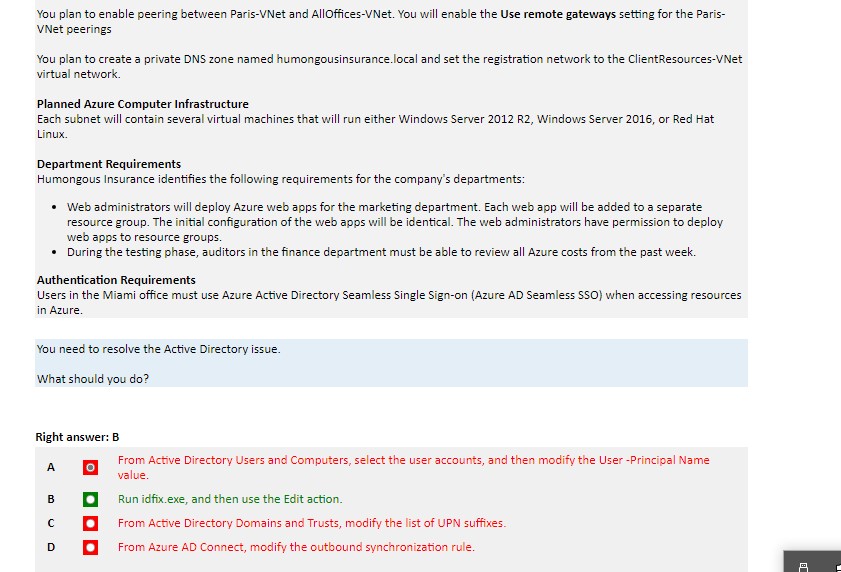 You plan to enable peering between Paris-VNet and AllOffices-VNet. You will enable the Use remote gateways setting for the Paris-
VNet peerings
You plan to create a private DNS zone named humongousinsurance.local and set the registration network to the ClientResources-VNet
virtual network.
Planned Azure Computer Infrastructure
Each subnet will contain several virtual machines that will run either Windows Server 2012 R2, Windows Server 2016, or Red Hat
Linux.
Department Requirements
Humongous Insurance identifies the following requirements for the company's departments:
• Web administrators will deploy Azure web apps for the marketing department. Each web app will be added to a separate
resource group. The initial configuration of the web apps will be identical. The web administrators have permission to deploy
web apps to resource groups.
• During the testing phase, auditors in the finance department must be able to review all Azure costs from the past week.
Authentication Requirements
Users in the Miami office must use Azure Active Directory Seamless Single Sign-on (Azure AD Seamless SSO) when accessing resources
in Azure.
You need to resolve the Active Directory issue.
What should you do?
Right answer: B
A From Active Directory Users and Computers, select the user accounts, and then modify the User -Principal Name
value.
B Run idfix.exe, and then use the Edit action.
C From Active Directory Domains and Trusts, modify the list of UPN suffixes.
D From Azure AD Connect, modify the outbound synchronization rule.